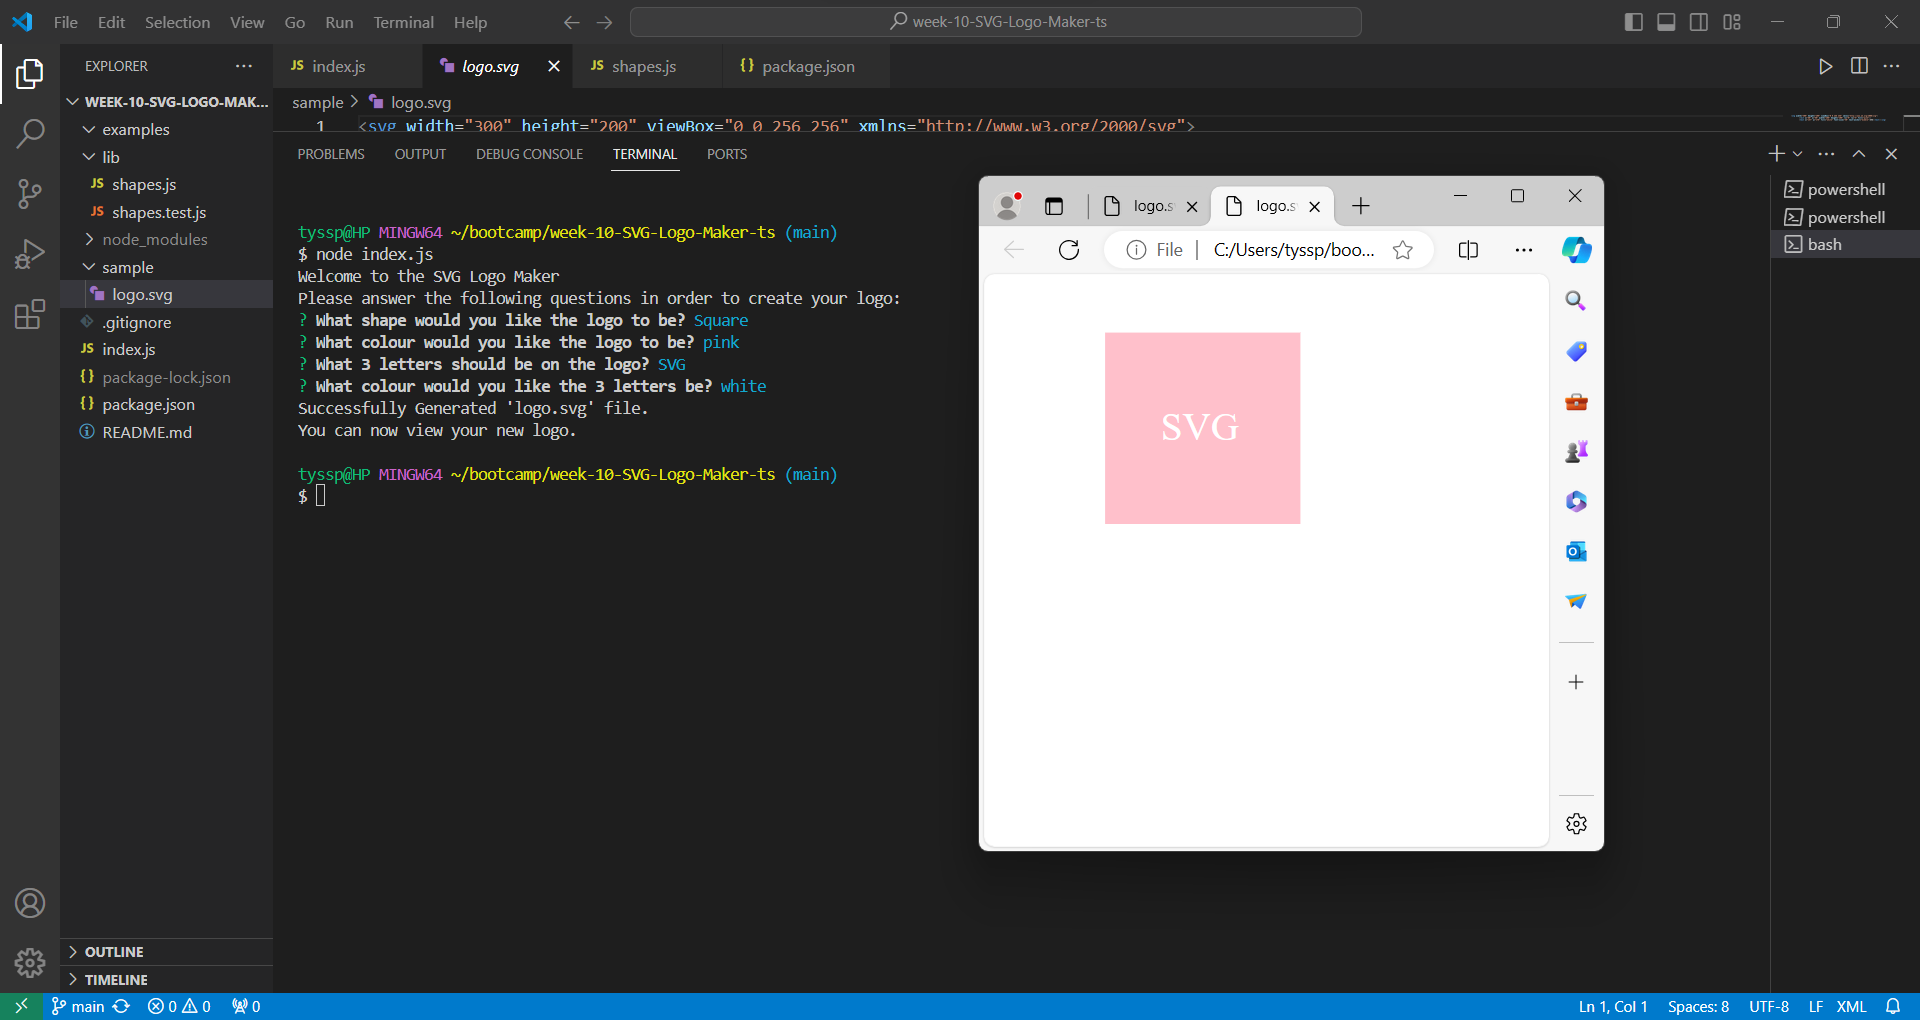 File Edit Selection View Go Run Terminal Help
week-10-SVG-Logo-Maker-ts
EXPLORER
WEEK-10-SVG-LOGO-MAK...
examples
lib
JS shapes.js
JS shapes.test.js
node_modules
sample
logo.svg
.gitignore
JS index.js
{} package-lock.json
{} package.json
README.md
OUTLINE
TIMELINE
JS index.js
logo.svg
JS shapes.js
{} package.json
sample > logo.svg
1 <svg width="300" height="200" viewBox="0 0 256 256" xmlns="http://www.w3.org/2000/svg">
PROBLEMS OUTPUT DEBUG CONSOLE TERMINAL PORTS
tyssp@HP MINGW64 ~/bootcamp/week-10-SVG-Logo-Maker-ts (main)
$ node index.js
Welcome to the SVG Logo Maker
Please answer the following questions in order to create your logo:
? What shape would you like the logo to be? Square
? What colour would you like the logo to be? pink
? What 3 letters should be on the logo? SVG
? What colour would you like the 3 letters be? white
Successfully Generated 'logo.svg' file.
You can now view your new logo.
tyssp@HP MINGW64 ~/bootcamp/week-10-SVG-Logo-Maker-ts (main)
$
powershell
powershell
bash
logo.s
logo.s
File | C:/Users/tyssp/boo...
SVG
main 0 0 0
Ln 1, Col 1 Spaces: 8 UTF-8 LF XML